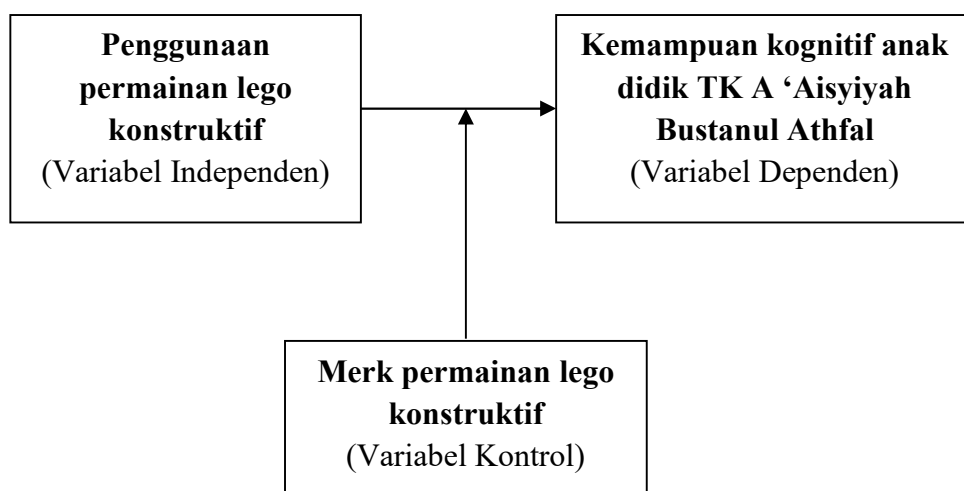 Penggunaan
permainan lego
konstruktif
(Variabel Independen)
Kemampuan kognitif anak
didik TK A ‘Aisyiyah
Bustanul Athfal
(Variabel Dependen)
Merk permainan lego
konstruktif
(Variabel Kontrol)